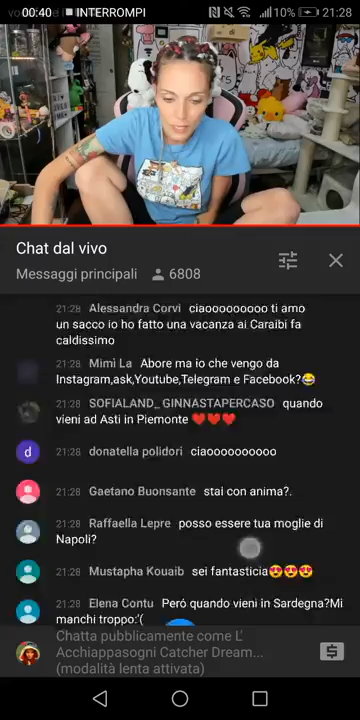 00:40 INTERROMPI 10% 21:28
Chat dal vivo
Messaggi principali 6808
21:28 Alessandra Corvi ciaoooooooooo ti amo
un sacco io ho fatto una vacanza ai Caraibi fa
caldissimo
21:28 Mimì La Abore ma io che vengo da
Instagram,ask,Youtube,Telegram e Facebook?😂
21:28 SOFIALAND_ GINNASTAPERCASO quando
vieni ad Asti in Piemonte ❤️❤️❤️
d 21:28 donatella polidori ciaoooooooooo
21:28 Gaetano Buonsante stai con anima?.
21:28 Raffaella Lepre posso essere tua moglie di
Napoli?
21:28 Mustapha Kouaib sei fantasticia😍😍😍
21:28 Elena Contu Peró quando vieni in Sardegna?Mi
manchi troppo:'(
Chatta pubblicamente come L'
Acchiappasogni Catcher Dream...
(modalità lenta attivata)